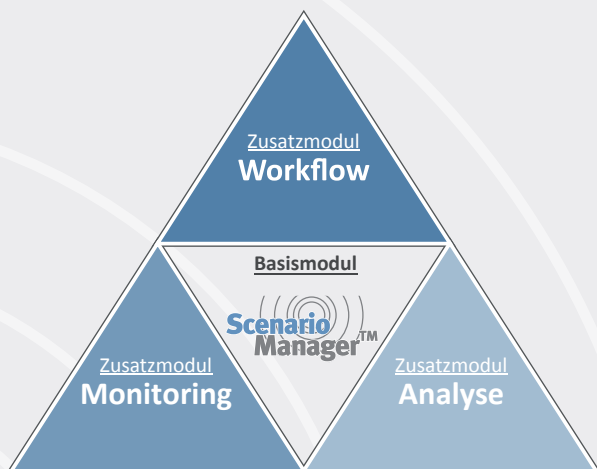 Zusatzmodul
Workflow
Basismodul
Scenario
Manager™
Zusatzmodul
Monitoring
Zusatzmodul
Analyse